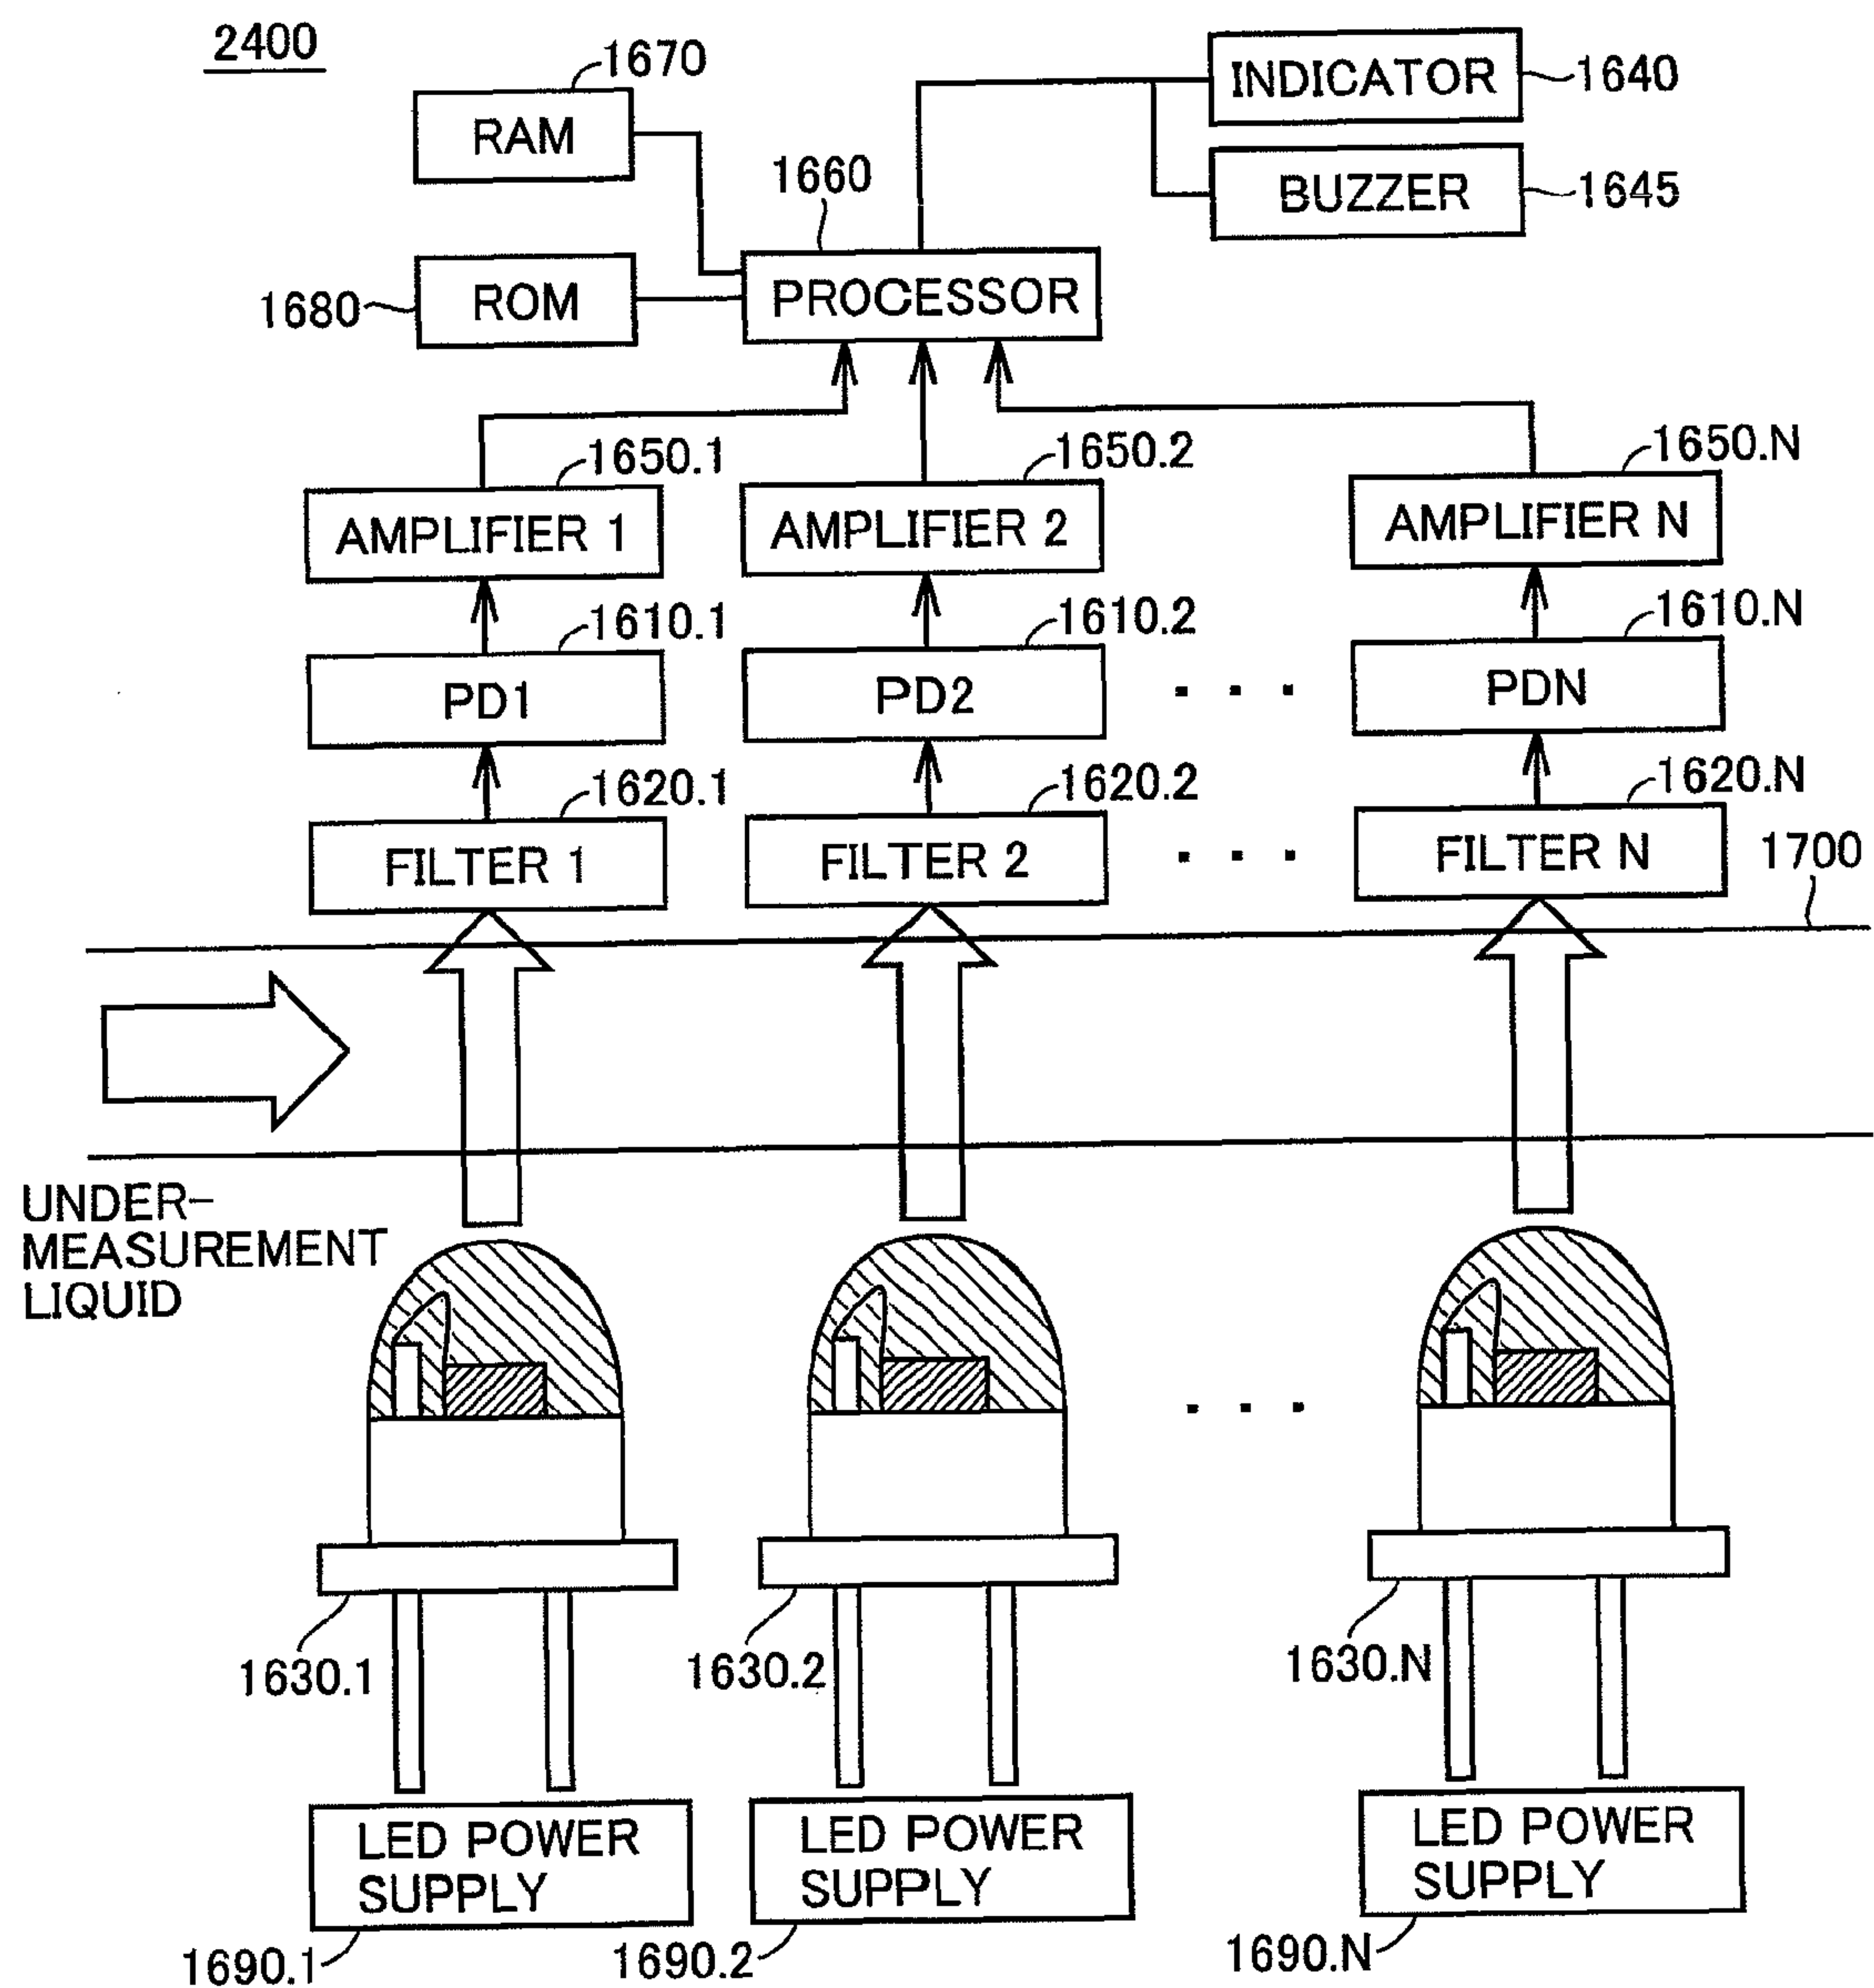 2400
1670
RAM
INDICATOR
1640
1660
BUZZER
1645
1680
ROM
PROCESSOR
1650.1
1650.2
1650.N
AMPLIFIER 1
AMPLIFIER 2
AMPLIFIER N
1610.1
1610.2
1610.N
PD1
PD2
. . .
PDN
1620.1
1620.2
1620.N
FILTER 1
FILTER 2
. . .
FILTER N
1700
UNDER-
MEASUREMENT
LIQUID
. . .
1630.1
1630.2
1630.N
LED POWER
SUPPLY
LED POWER
SUPPLY
LED POWER
SUPPLY
1690.1
1690.2
1690.N